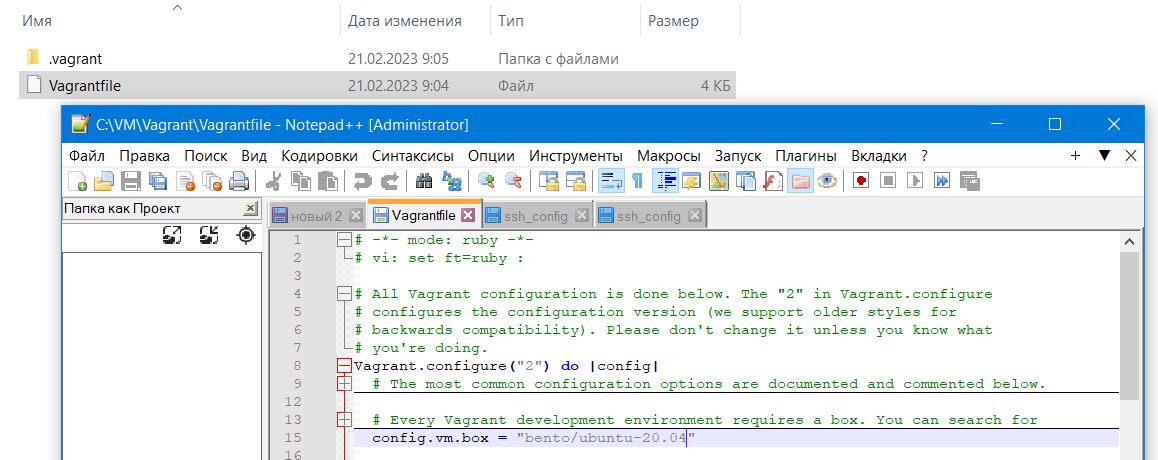 Имя Дата изменения Тип Размер
.vagrant 21.02.2023 9:05 Папка с файлами
Vagrantfile 21.02.2023 9:04 Файл 4 КБ
C:\VM\Vagrant\Vagrantfile - Notepad++ [Administrator]
Файл Правка Поиск Вид Кодировки Синтаксисы Опции Инструменты Макросы Запуск Плагины Вкладки ?
Папка как Проект
новый 2 Vagrantfile ssh_config ssh_config
1 # -*- mode: ruby -*-
2 # vi: set ft=ruby :
3
4 # All Vagrant configuration is done below. The "2" in Vagrant.configure
5 # configures the configuration version (we support older styles for
6 # backwards compatibility). Please don't change it unless you know what
7 # you're doing.
8 Vagrant.configure("2") do |config|
9 # The most common configuration options are documented and commented below.
12
13 # Every Vagrant development environment requires a box. You can search for
15 config.vm.box = "bento/ubuntu-20.04"
16